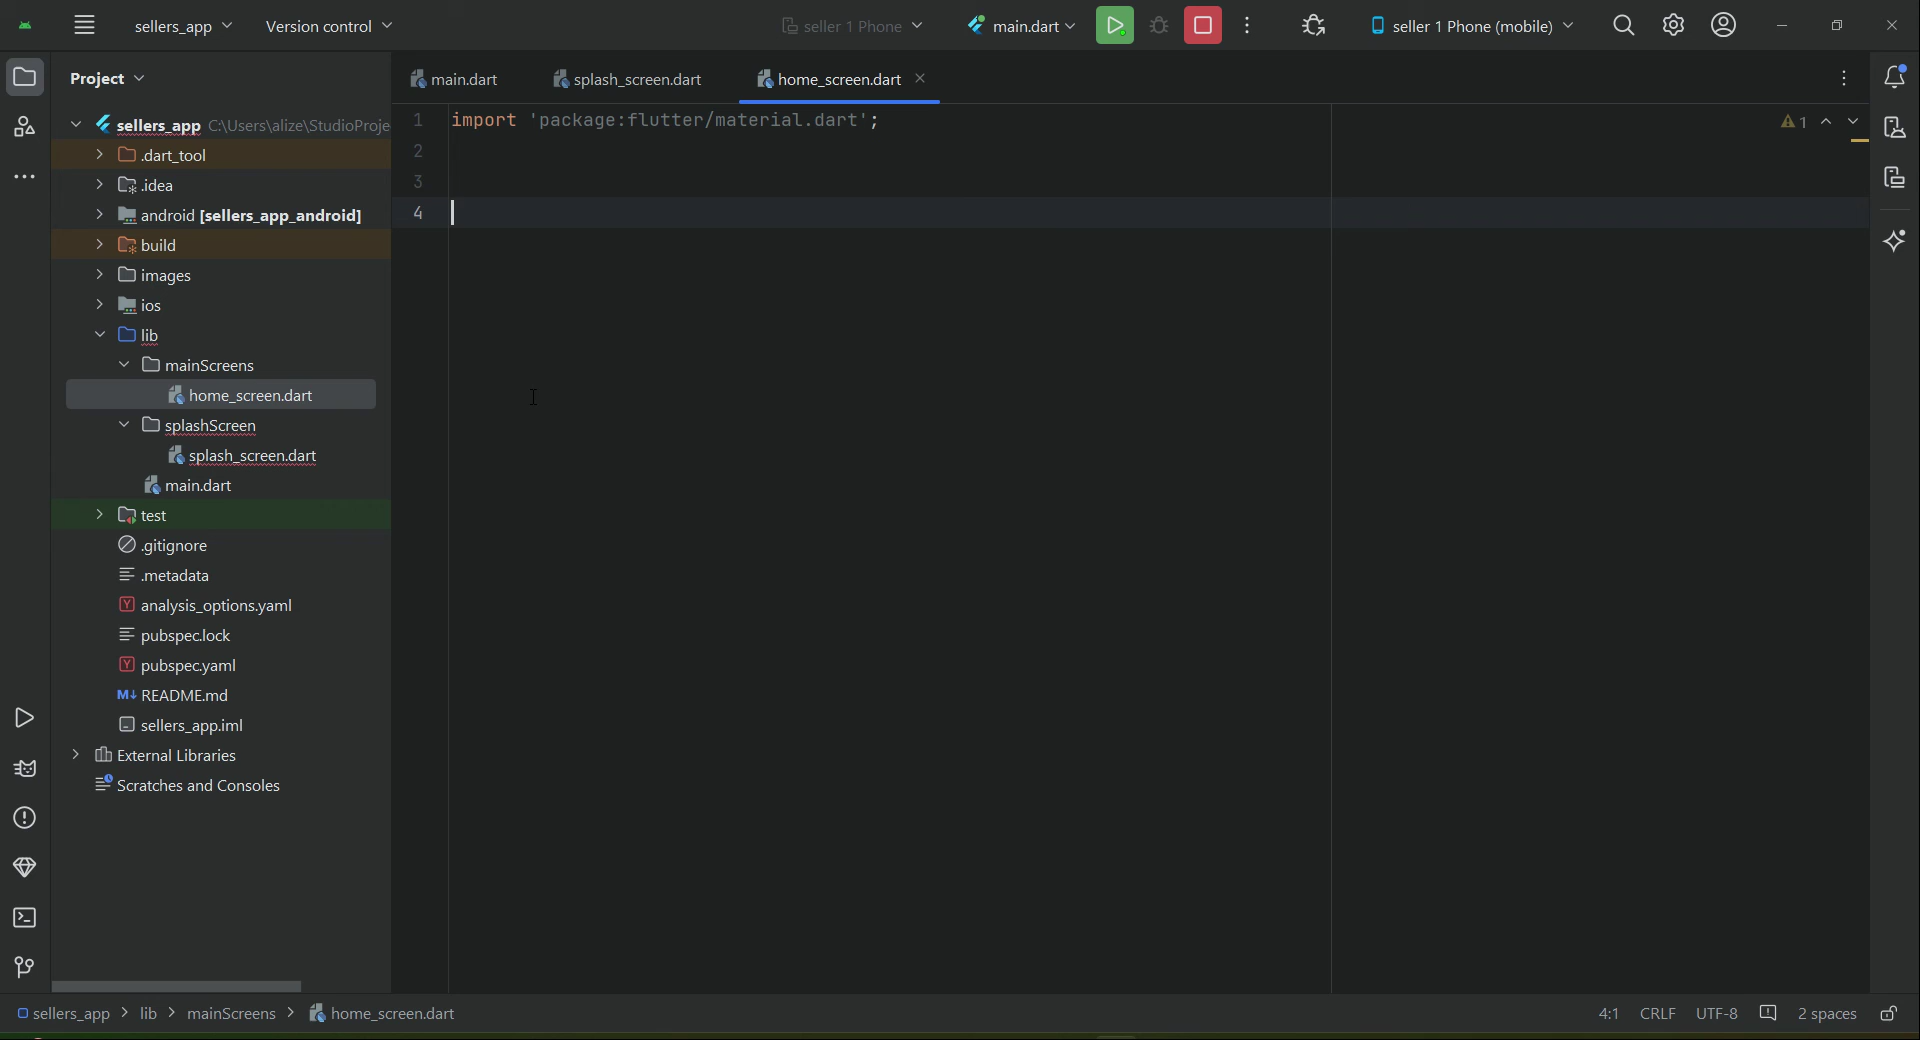 sellers_app
Version control
seller 1 Phone
main.dart
seller 1 Phone (mobile)
Project
main.dart
splash_screen.dart
home_screen.dart
sellers_app C:\Users\alize\StudioProje
.dart_tool
.idea
android [sellers_app_android]
build
images
ios
lib
mainScreens
home_screen.dart
splashScreen
splash_screen.dart
main.dart
test
.gitignore
.metadata
Y analysis_options.yaml
pubspec.lock
Y pubspec.yaml
M↓ README.md
sellers_app.iml
External Libraries
Scratches and Consoles
1 import 'package:flutter/material.dart';
2
3
4
1
sellers_app > lib > mainScreens > home_screen.dart
4:1 CRLF UTF-8 2 spaces